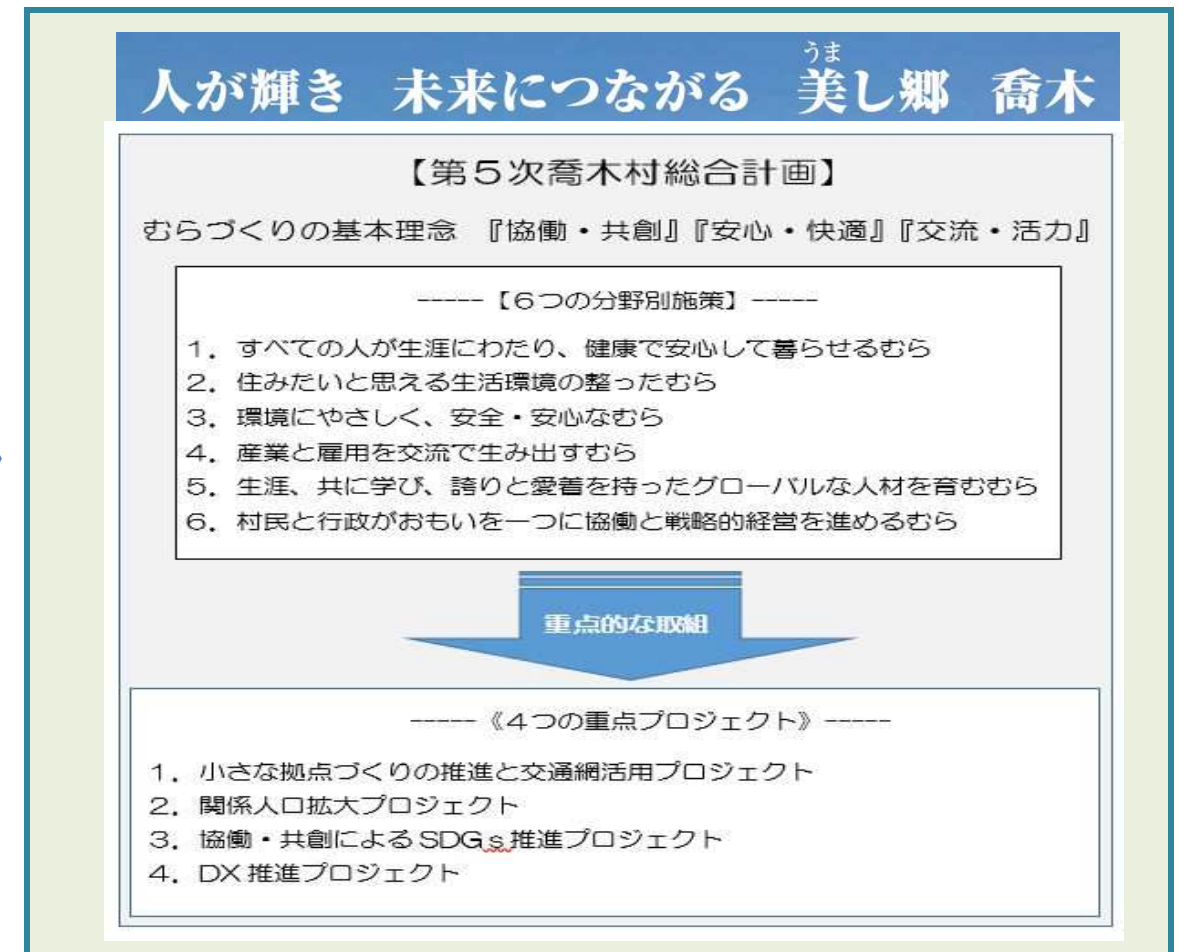 うま
人が輝き 未来につながる 美し郷 喬木
【第５次喬木村総合計画】
むらづくりの基本理念 『協働・共創』『安心・快適』『交流・活力』
-----【６つの分野別施策】-----
１．すべての人が生涯にわたり、健康で安心して暮らせるむら
２．住みたいと思える生活環境の整ったむら
３．環境にやさしく、安全・安心なむら
４．産業と雇用を交流で生み出すむら
５．生涯、共に学び、誇りと愛着を持ったグローバルな人材を育むむら
６．村民と行政がおもいを一つに協働と戦略的経営を進めるむら
重点的な取組
-----《４つの重点プロジェクト》-----
１．小さな拠点づくりの推進と交通網活用プロジェクト
２．関係人口拡大プロジェクト
３．協働・共創によるSDGｓ推進プロジェクト
４．DX推進プロジェクト